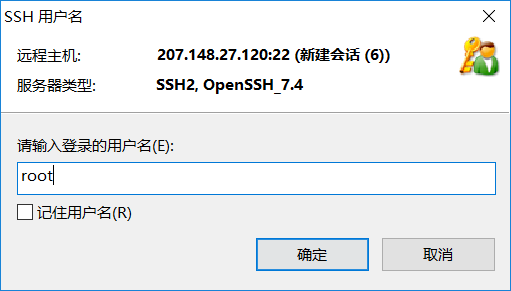 SSH 用户名
远程主机: 207.148.27.120:22 (新建会话 (6))
服务器类型: SSH2, OpenSSH_7.4
请输入登录的用户名(E):
root
记住用户名(R)
确定 取消